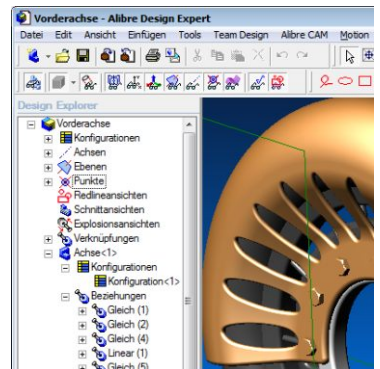 Vorderachse - Alibre Design Expert
Datei Edit Ansicht Einfügen Tools Team Design Alibre CAM Motion
Design Explorer
Vorderachse
Konfigurationen
Achsen
Ebenen
Punkte
Redlineansichten
Schnittansichten
Explosionsansichten
Verknüpfungen
Achse<1>
Konfigurationen
Konfiguration<1>
Beziehungen
Gleich (1)
Gleich (2)
Gleich (4)
Linear (1)
Gleich (5)